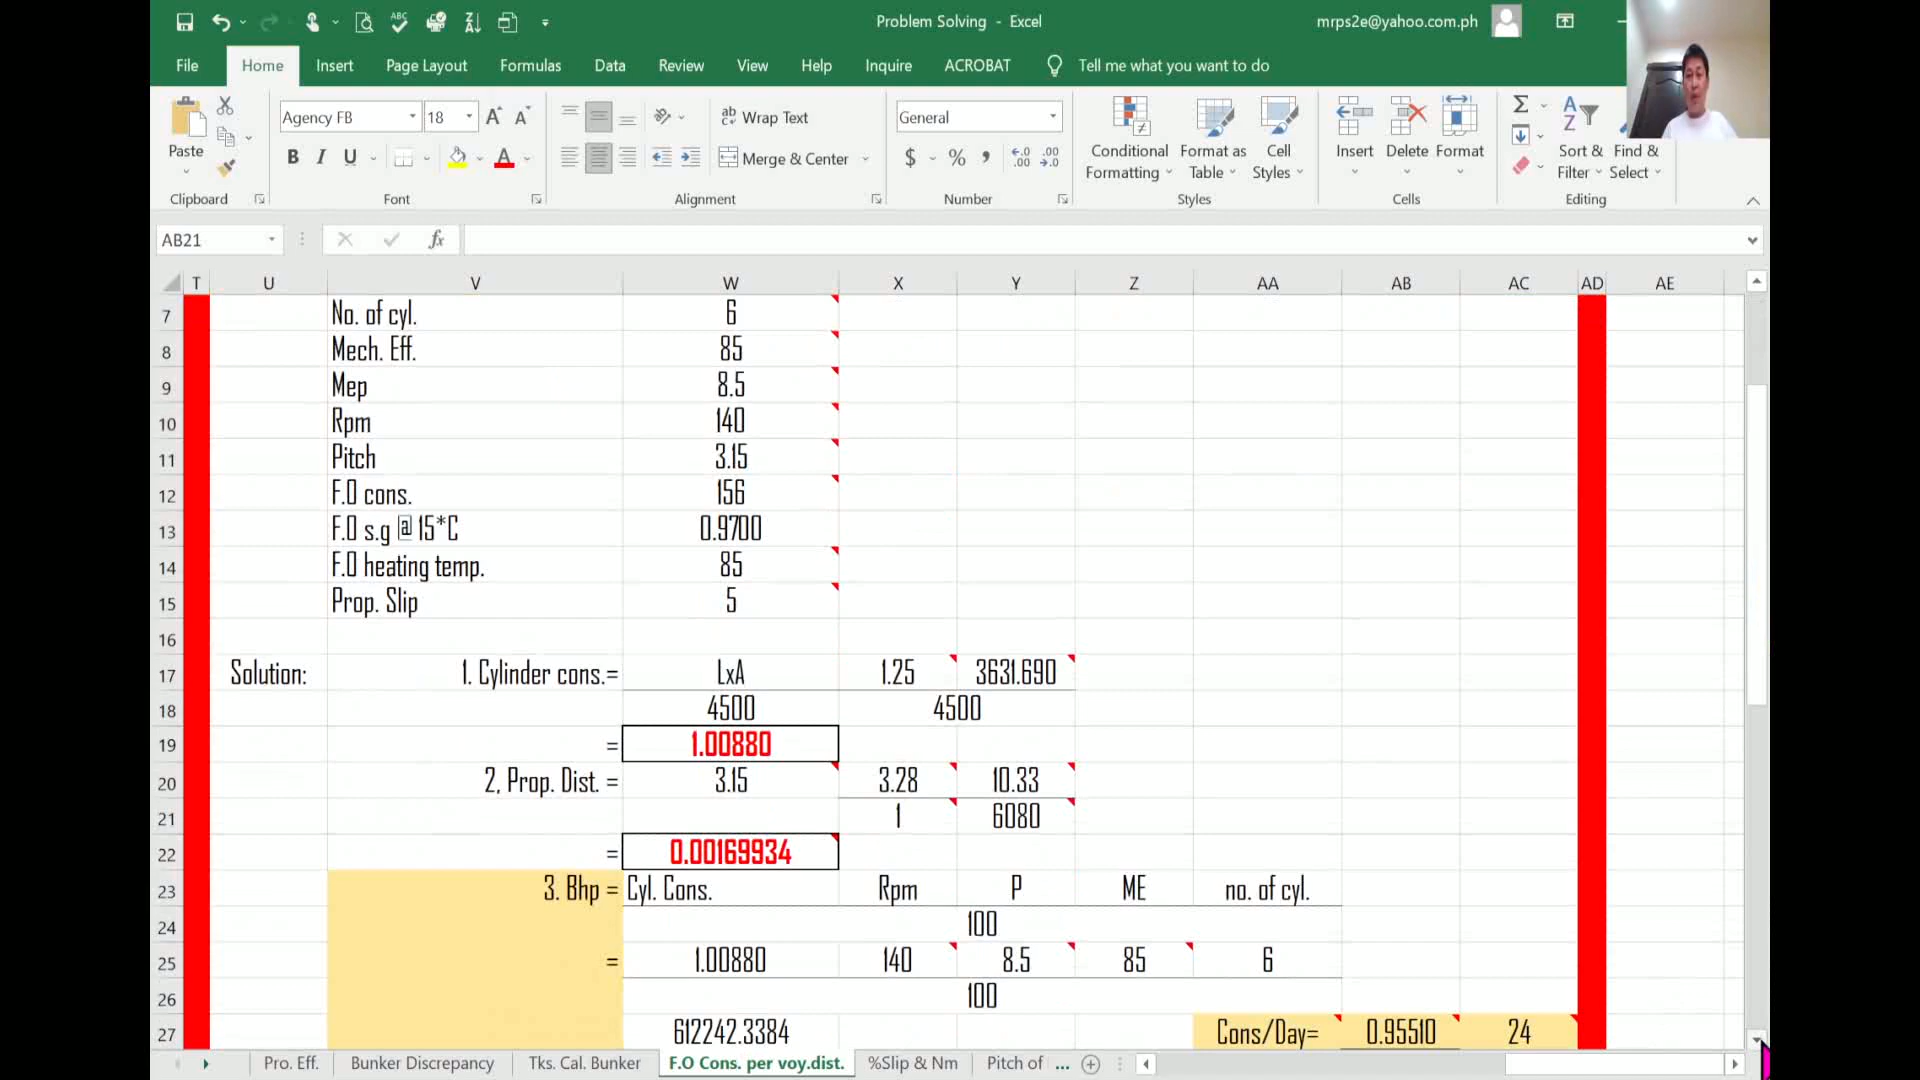 Problem Solving - Excel
mrps2e@yahoo.com.ph
File Home Insert Page Layout Formulas Data Review View Help Inquire ACROBAT Tell me what you want to do
Paste
Clipboard
Agency FB 18
B I U
Font
Wrap Text
Merge & Center
Alignment
General
$ % ,
Number
Conditional Formatting
Format as Table
Cell Styles
Styles
Insert Delete Format
Cells
Sort & Filter
Find & Select
Editing
AB21 fx
T U V W X Y Z AA AB AC AD AE
7 No. of cyl. 6
8 Mech. Eff. 85
9 Mep 8.5
10 Rpm 140
11 Pitch 3.15
12 F.O cons. 156
13 F.O s.g @ 15*C 0.9700
14 F.O heating temp. 85
15 Prop. Slip 5
16
17 Solution: 1. Cylinder cons.= LxA 1.25 3631.690
18 4500 4500
19 = 1.00880
20 2, Prop. Dist. = 3.15 3.28 10.33
21 1 6080
22 = 0.00169934
23 3. Bhp = Cyl. Cons. Rpm P ME no. of cyl.
24 100
25 = 1.00880 140 8.5 85 6
26 100
27 612242.3384 Cons/Day= 0.95510 24
Pro. Eff. Bunker Discrepancy Tks. Cal. Bunker F.O Cons. per voy.dist. %Slip & Nm Pitch of ...